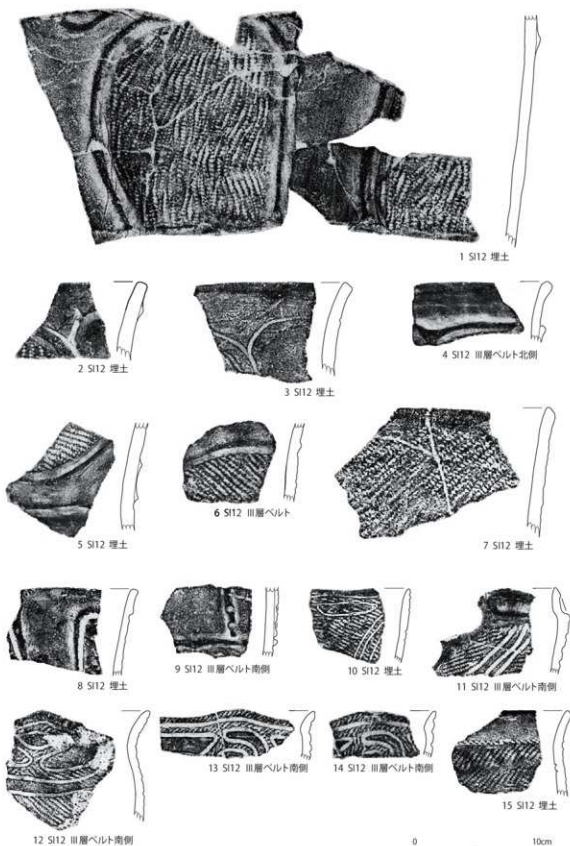 1 SI12 埋土
2 SI12 埋土
3 SI12 埋土
4 SI12 III層ベルト北側
5 SI12 埋土
6 SI12 III層ベルト
7 SI12 埋土
8 SI12 埋土
9 SI12 III層ベルト南側
10 SI12 埋土
11 SI12 III層ベルト南側
12 SI12 III層ベルト南側
13 SI12 III層ベルト南側
14 SI12 III層ベルト南側
15 SI12 埋土
0 10cm